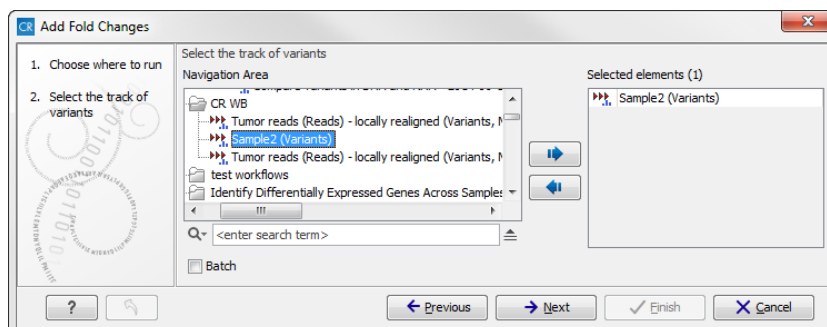 CR Add Fold Changes
1. Choose where to run
2. Select the track of
variants
Select the track of variants
Navigation Area
CR WB
Tumor reads (Reads) - locally realigned (Variants, M
Sample2 (Variants)
Tumor reads (Reads) - locally realigned (Variants, M
test workflows
Identify Differentially Expressed Genes Across Samples
<enter search term>
Batch
Selected elements (1)
Sample2 (Variants)
?
Previous
Next
Finish
Cancel